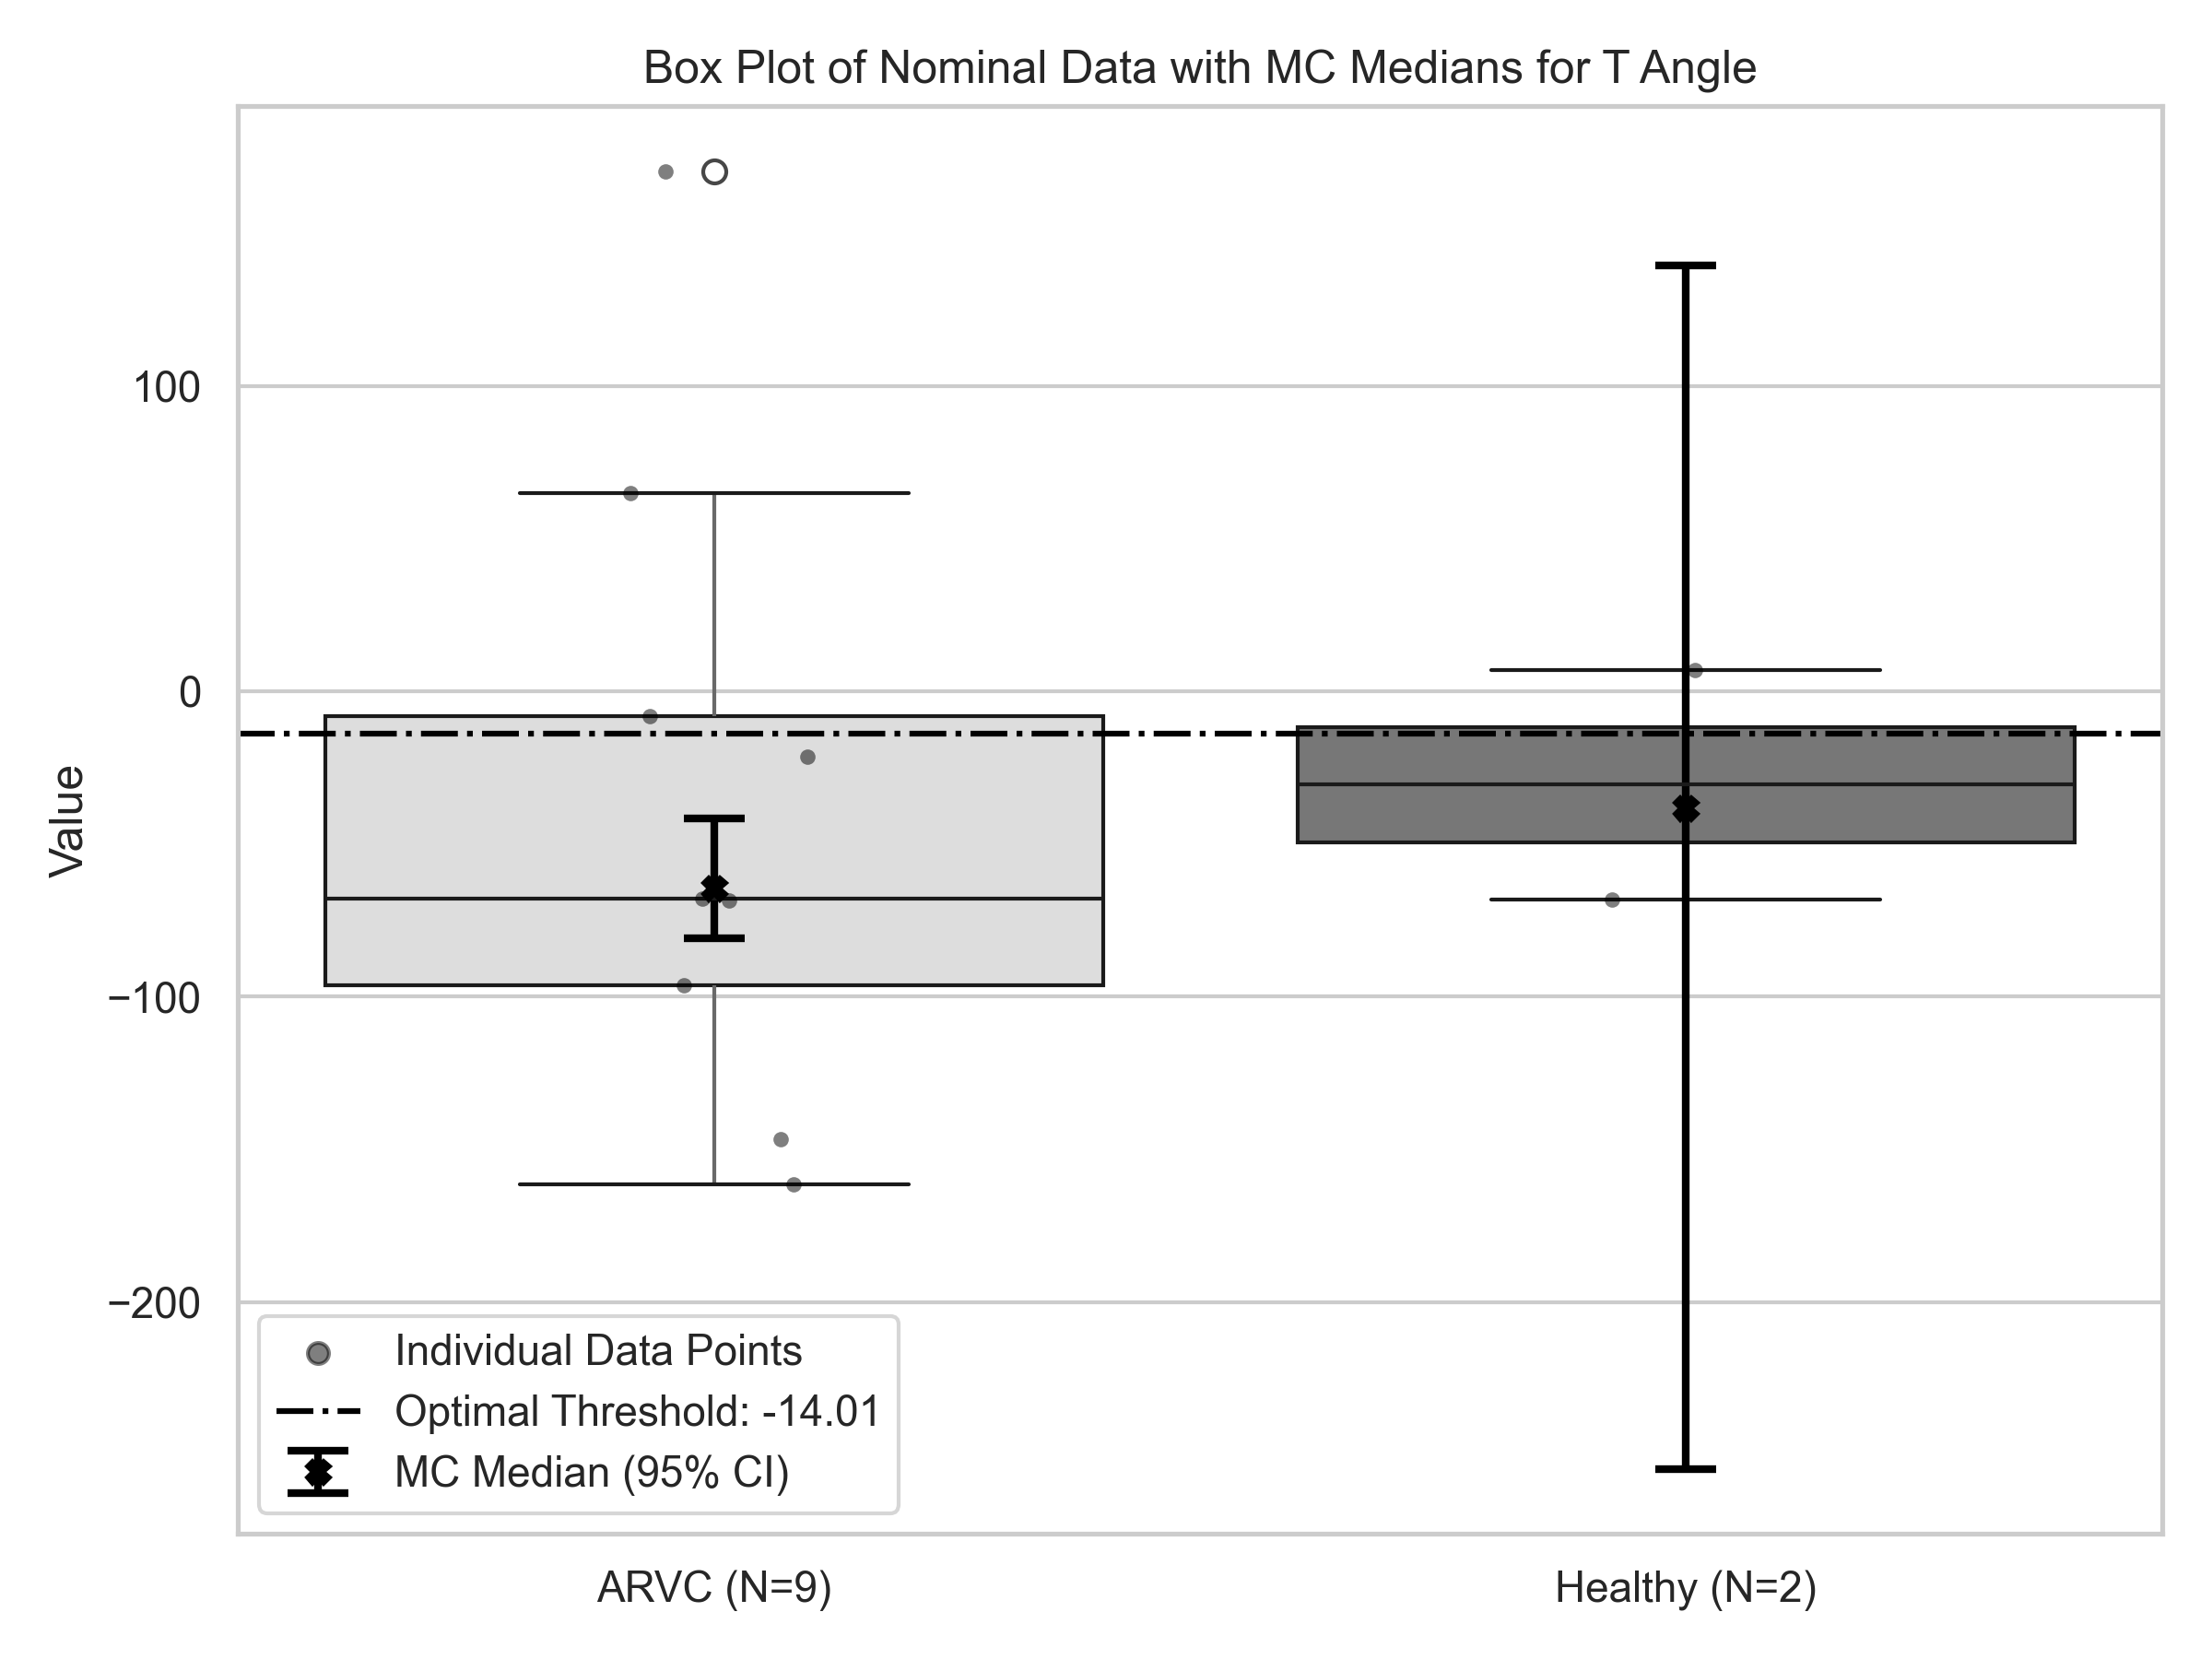 Box Plot of Nominal Data with MC Medians for T Angle
Value
100
0
−100
−200
Individual Data Points
Optimal Threshold: -14.01
MC Median (95% CI)
ARVC (N=9)
Healthy (N=2)